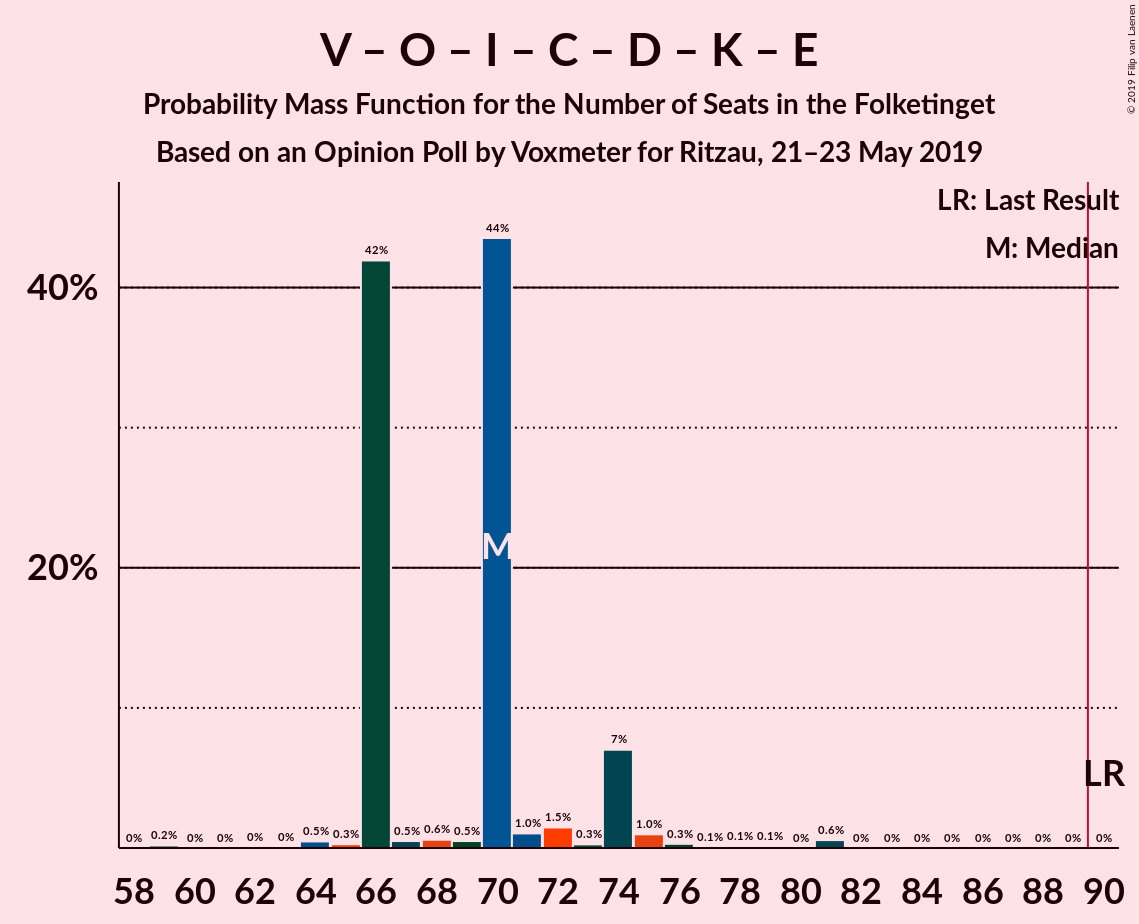 V – O – I – C – D – K – E
Probability Mass Function for the Number of Seats in the Folketinget
Based on an Opinion Poll by Voxmeter for Ritzau, 21–23 May 2019
© 2019 Filip van Laenen
LR: Last Result
M: Median
44%
42%
40%
M
20%
7%
LR
0% 0.2% 0% 0% 0% 0% 0.5% 0.3% 0.5% 0.6% 0.5% 1.0% 1.5% 0.3% 1.0% 0.3% 0.1% 0.1% 0.1% 0% 0.6% 0% 0% 0% 0% 0% 0% 0% 0% 0%
58 60 62 64 66 68 70 72 74 76 78 80 82 84 86 88 90